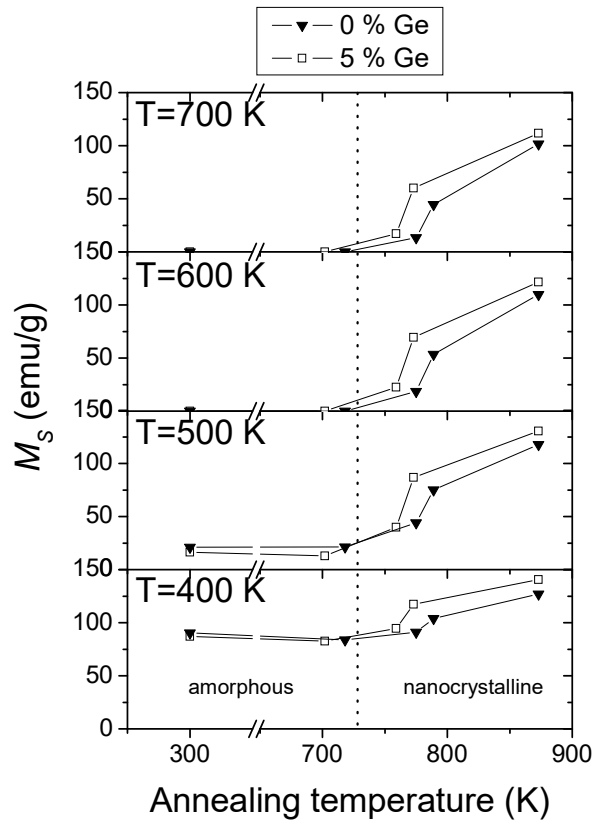 0 % Ge
5 % Ge
150
T=700 K
100
50
150
T=600 K
100
50
150
T=500 K
100
50
150
T=400 K
100
50
amorphous
nanocrystalline
0
M_S (emu/g)
300
700
800
900
Annealing temperature (K)